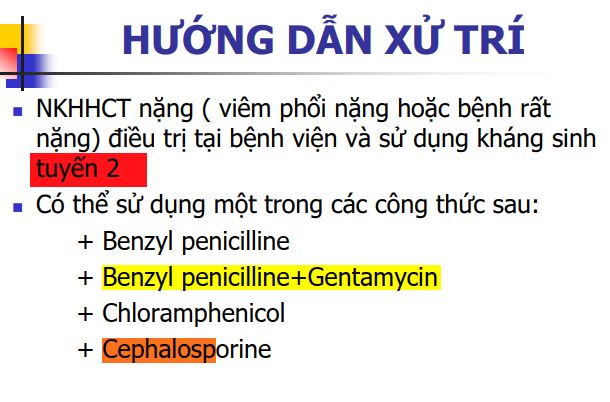 HƯỚNG DẪN XỬ TRÍ
▪ NKHHCT nặng ( viêm phổi nặng hoặc bệnh rất
nặng) điều trị tại bệnh viện và sử dụng kháng sinh
tuyến 2
▪ Có thể sử dụng một trong các công thức sau:
+ Benzyl penicilline
+ Benzyl penicilline+Gentamycin
+ Chloramphenicol
+ Cephalosporine